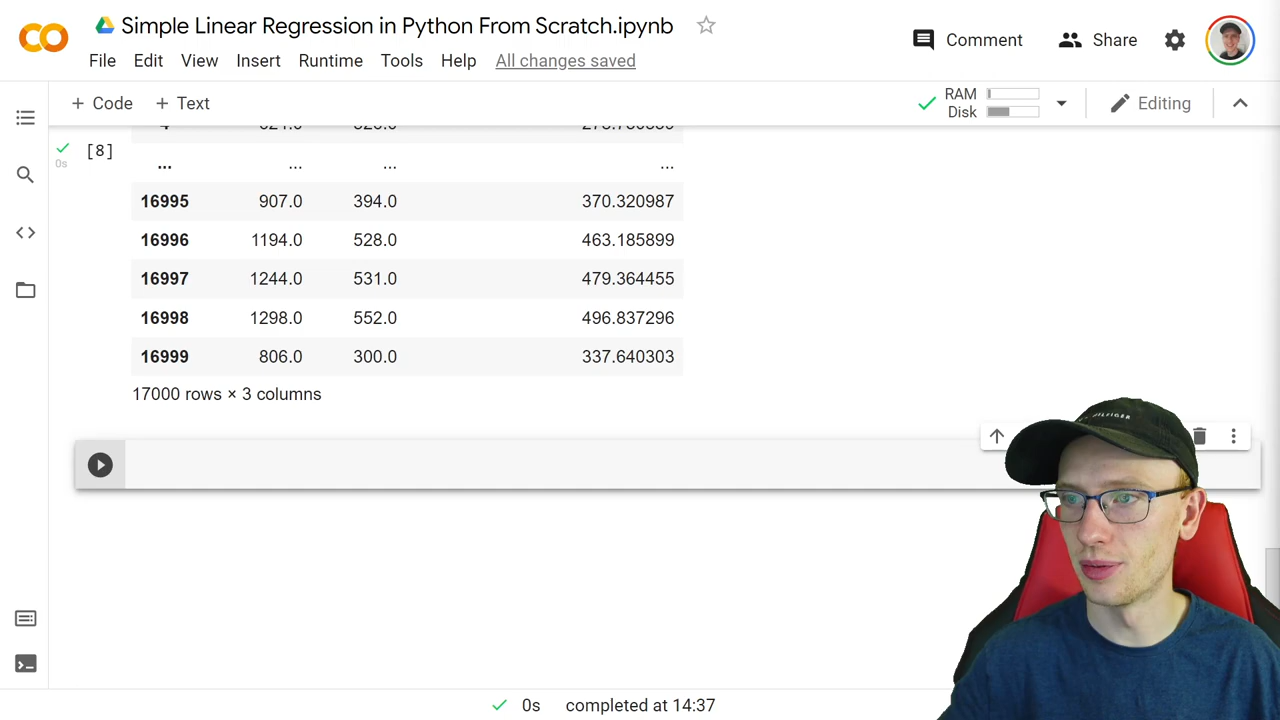 Simple Linear Regression in Python From Scratch.ipynb
Comment
Share
File Edit View Insert Runtime Tools Help All changes saved
+ Code + Text
RAM
Disk
Editing
[8]
0s
... ... ... ...
16995 907.0 394.0 370.320987
16996 1194.0 528.0 463.185899
16997 1244.0 531.0 479.364455
16998 1298.0 552.0 496.837296
16999 806.0 300.0 337.640303
17000 rows × 3 columns
0s completed at 14:37